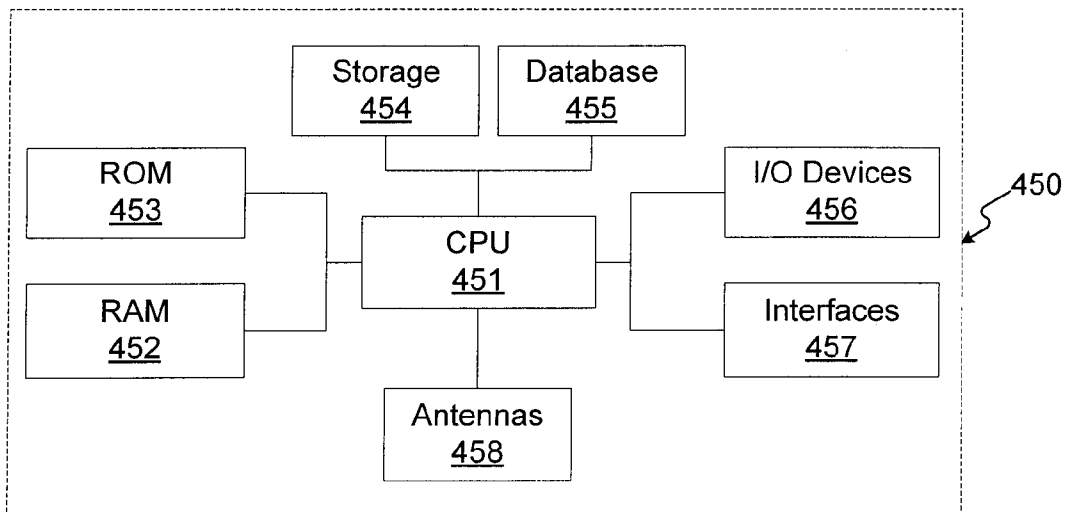 Storage
454
Database
455
ROM
453
I/O Devices
456
450
CPU
451
RAM
452
Interfaces
457
Antennas
458